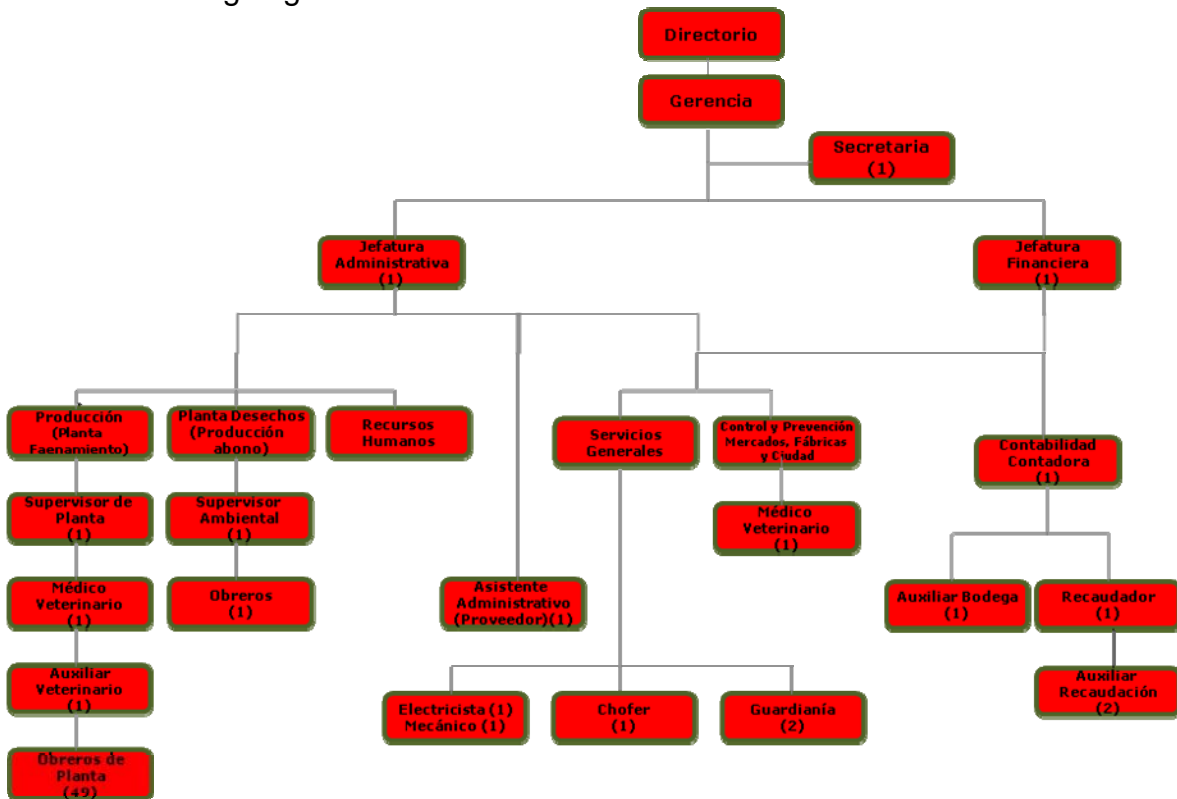 Directorio
Gerencia
Secretaria
(1)
Jefatura
Administrativa
(1)
Jefatura
Financiera
(1)
Producción
(Planta
Faenamiento)
Planta Desechos
(Producción
abono)
Recursos
Humanos
Servicios
Generales
Control y Prevención
Mercados, Fábricas
y Ciudad
Contabilidad
Contadora
(1)
Supervisor de
Planta
(1)
Supervisor
Ambiental
(1)
Médico
Veterinario
(1)
Médico
Veterinario
(1)
Obreros
(1)
Asistente
Administrativo
(Proveedor)(1)
Auxiliar Bodega
(1)
Recaudador
(1)
Auxiliar
Veterinario
(1)
Electricista (1)
Mecánico (1)
Chofer
(1)
Guardianía
(2)
Auxiliar
Recaudación
(2)
Obreros de
Planta
(49)